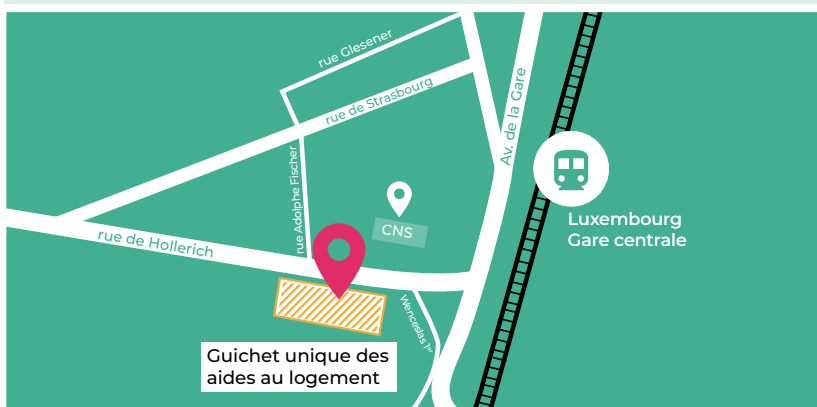 rue Glesener
rue de Strasbourg
Av. de la Gare
rue Adolphe Fischer
CNS
Luxembourg
Gare centrale
rue de Hollerich
Wenceslas 1er
Guichet unique des
aides au logement